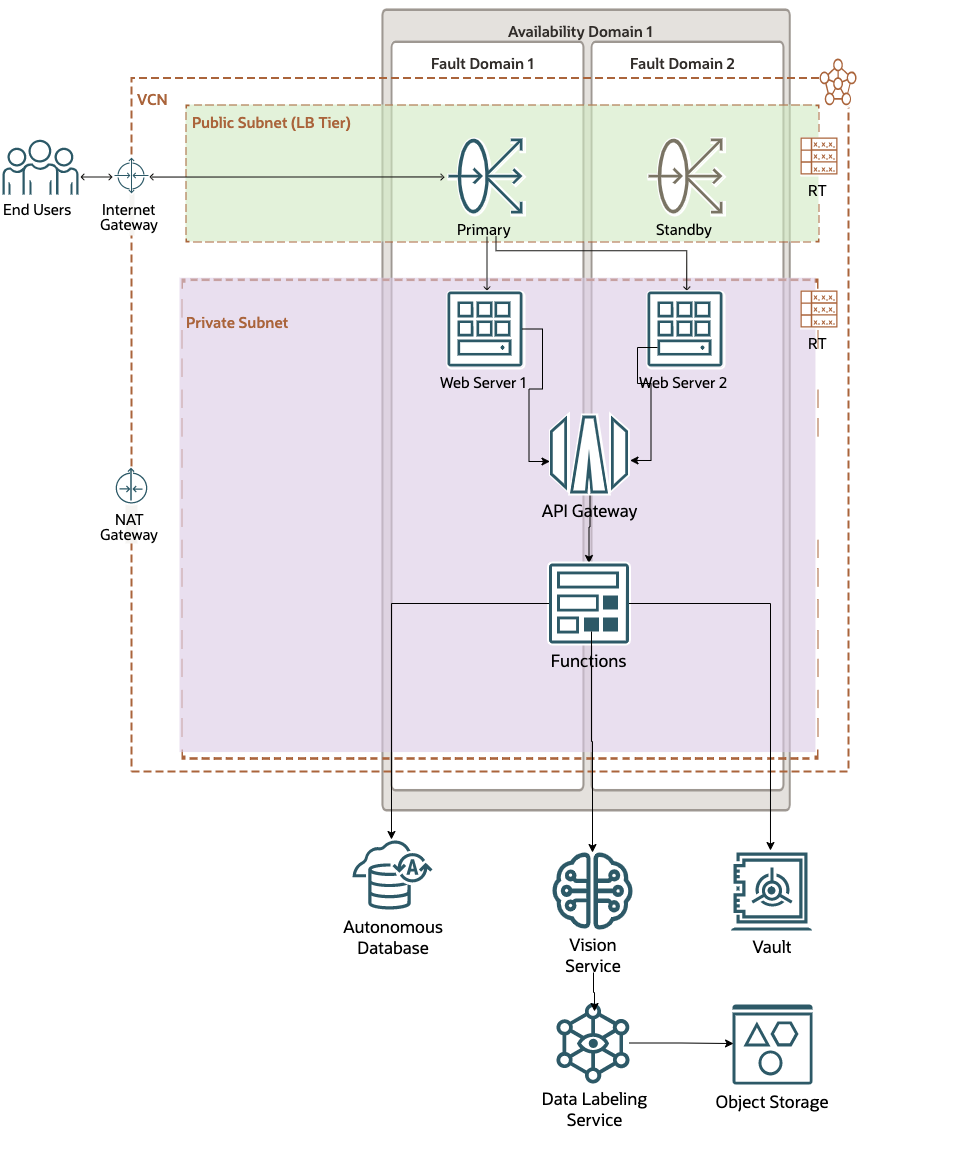 Availability Domain 1
Fault Domain 1
Fault Domain 2
VCN
Public Subnet (LB Tier)
RT
End Users
Internet
Gateway
Primary
Standby
Private Subnet
RT
Web Server 1
Web Server 2
API Gateway
NAT
Gateway
Functions
A
Autonomous
Database
Vision
Service
Vault
Data Labeling
Service
Object Storage